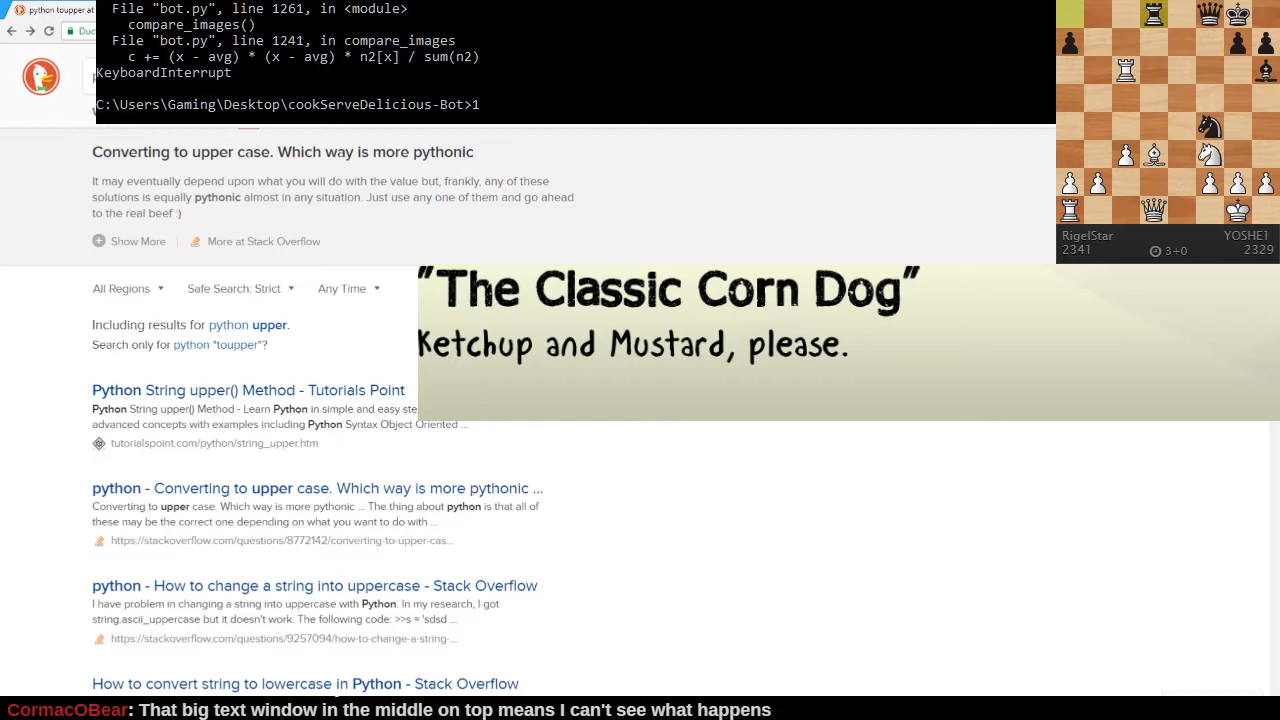 python toupper at
Duc
File "bot.py", line 1261, in <module>
compare_images()
File "bot.py", line 1241, in compare_images
c += (x - avg) * (x - avg) * n2[x] / sum(n2)
KeyboardInterrupt
C:\Users\Gaming\Desktop\cookServeDelicious-Bot>1
Converting to upper case. Which way is more pythonic
It may eventually depend upon what you will do with the value but, frankly, any of these
solutions is equally pythonic almost in any situation. Just use any one of them and go ahead
to the real beef :)
Show More
More at Stack Overflow
RigelStar
YOSHE1
2341
3+0
2329
"The Classic Corn Dog"
Ketchup and Mustard, please.
All Regions
Safe Search: Strict
Any Time
Including results for python upper.
Search only for python "toupper"?
Python String upper() Method - Tutorials Point
Python String upper() Method - Learn Python in simple and easy ste
advanced concepts with examples including Python Syntax Object Oriented ...
tutorialspoint.com/python/string_upper.htm
python - Converting to upper case. Which way is more pythonic ...
Converting to upper case. Which way is more pythonic ... The thing about python is that all of
these may be the correct one depending on what you want to do with ...
https://stackoverflow.com/questions/8772142/converting-to-upper-cas...
python - How to change a string into uppercase - Stack Overflow
I have problem in changing a string into uppercase with Python. In my research, I got
string.ascii_uppercase but it doesn't work. The following code: >>s = 'sdsd ...
https://stackoverflow.com/questions/9257094/how-to-change-a-string-...
How to convert string to lowercase in Python - Stack Overflow
CormacOBear: That big text window in the middle on top means I can't see what happens